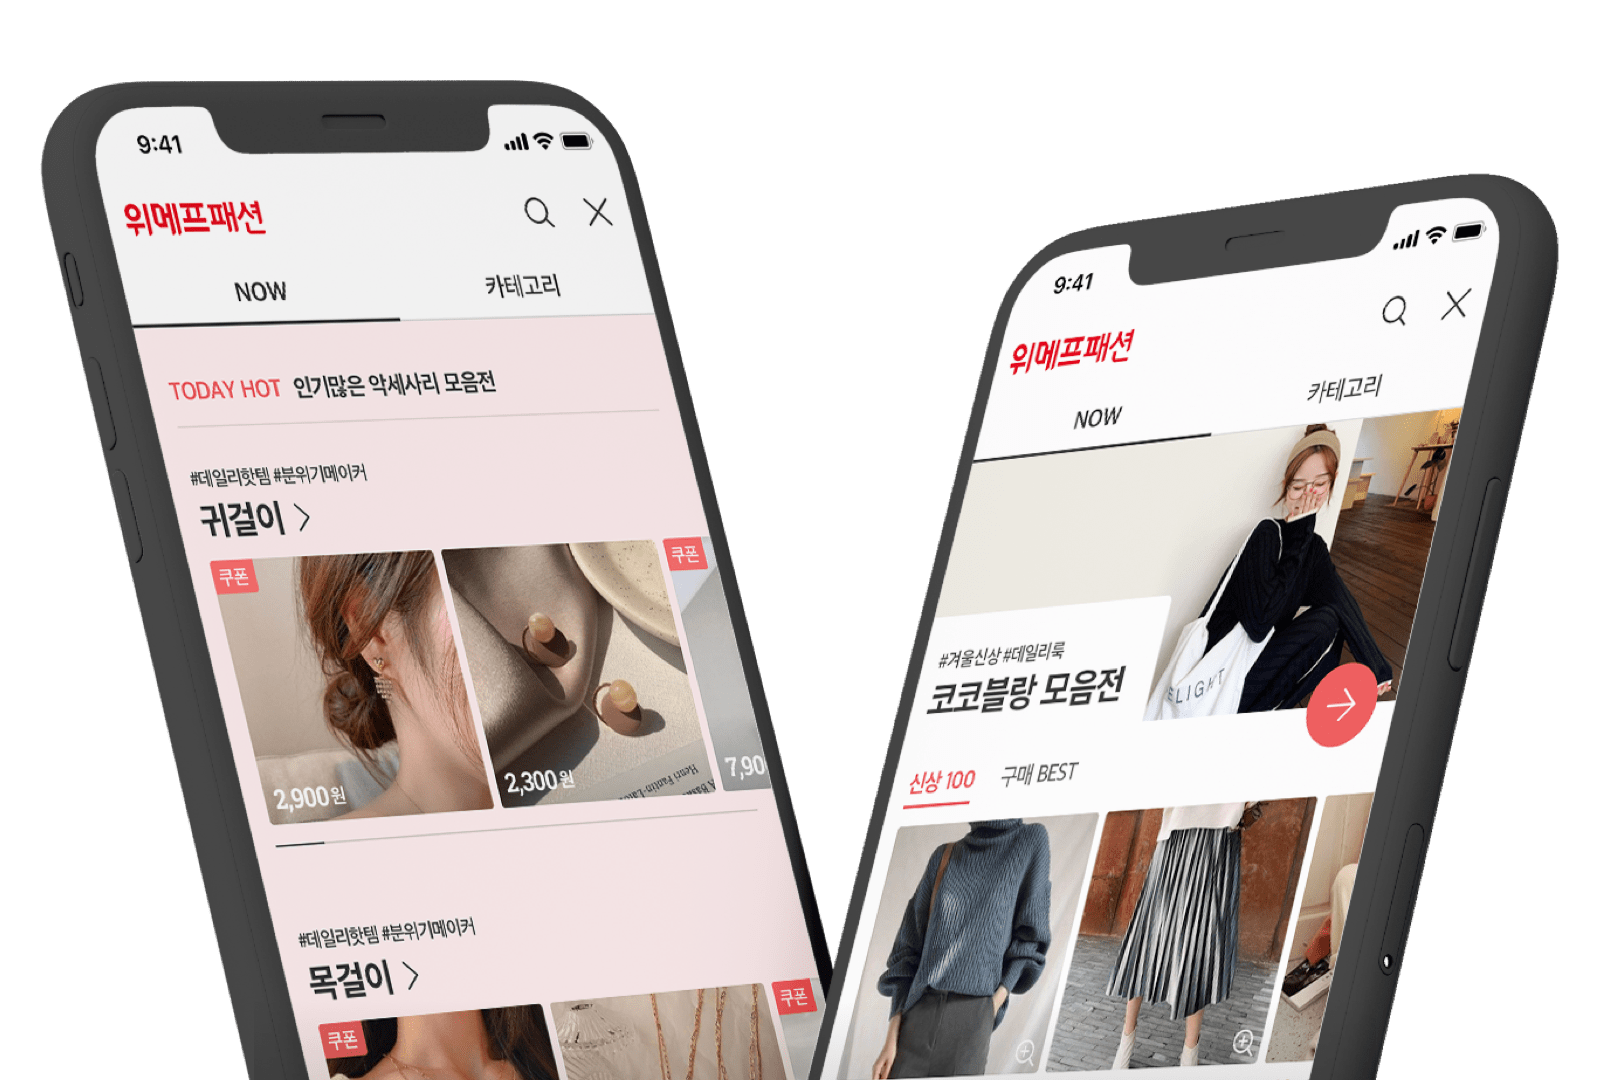 9:41
위메프패션
NOW
카테고리
TODAY HOT 인기많은 악세사리 모음전
#데일리핫템 #분위기메이커
귀걸이
쿠폰
쿠폰
2,900원
2,300원
7,90
#데일리핫템 #분위기메이커
목걸이
쿠폰
쿠폰
9:41
위메프패션
NOW
카테고리
ELIGHT
#겨울신상 #데일리룩
코코블랑 모음전
신상 100
구매 BEST